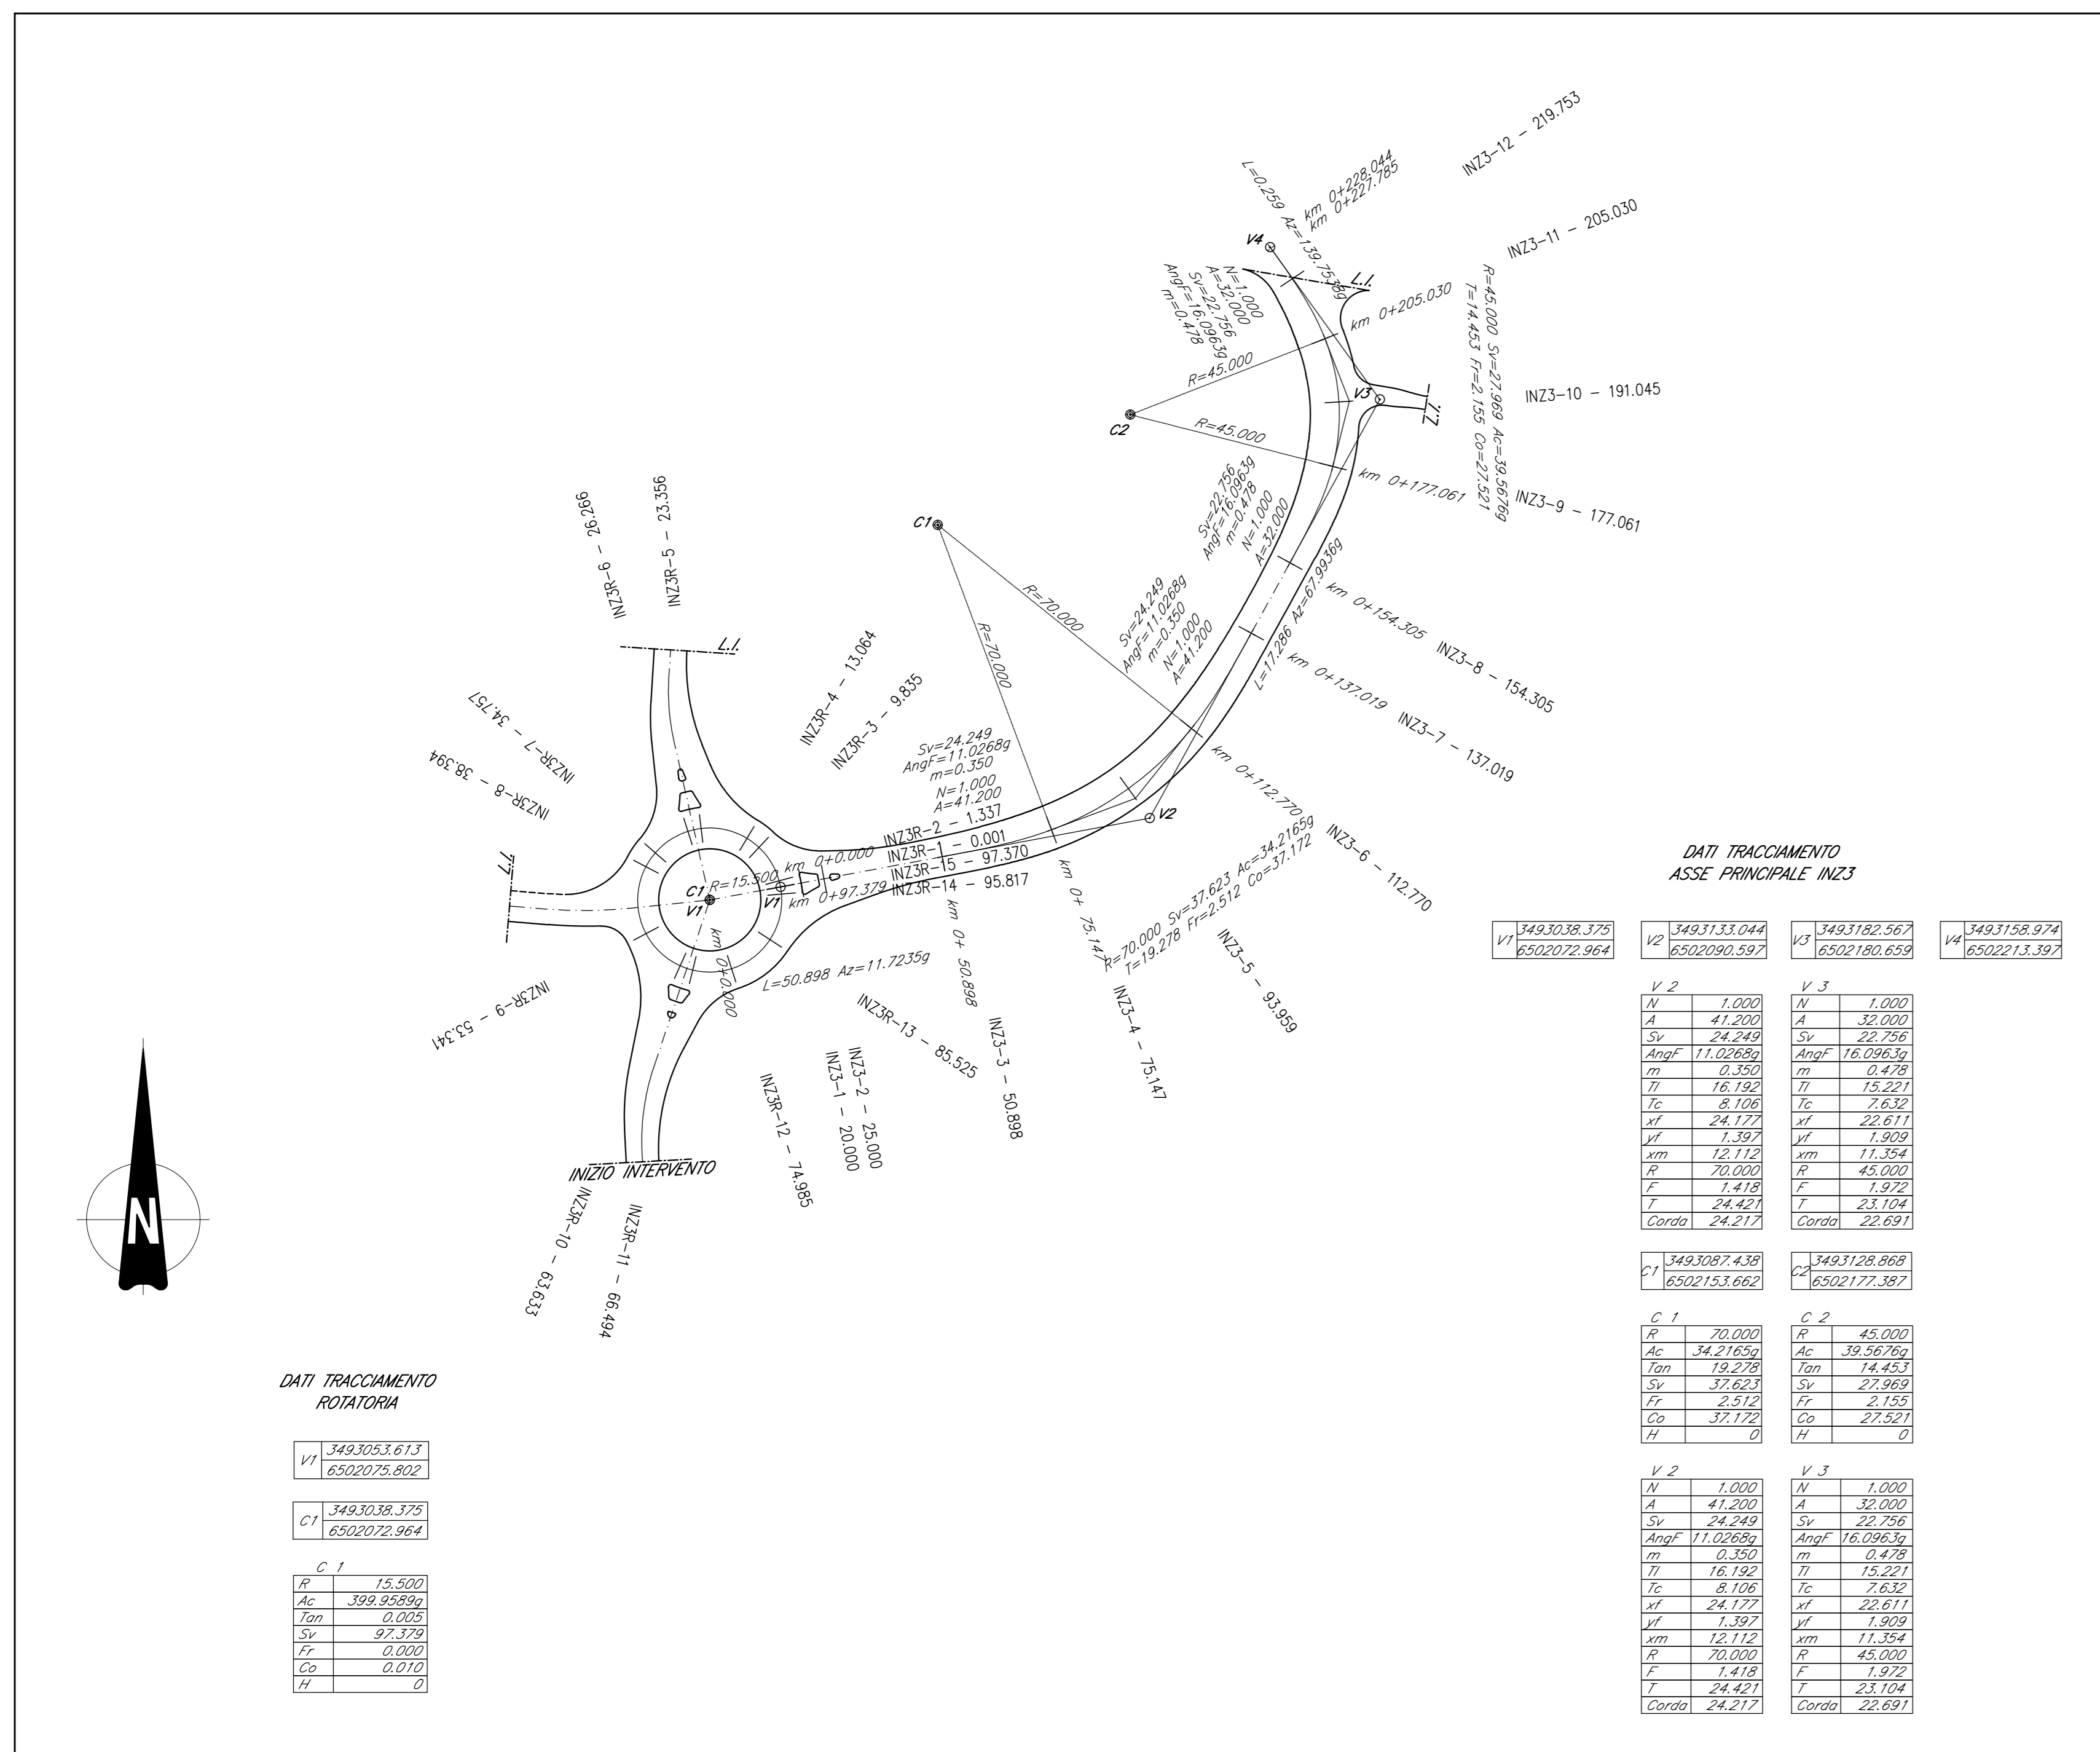 INZ3-12 - 219.753
km 0+228.044
km 0+227.785
L=0.259 Az=139.7538g
INZ3-11 - 205.030
V4
L.I.
km 0+205.030
N=1.000
A=32.000
Sv=22.756
AngF=16.0963g
m=0.478
R=45.000 Sv=27.969 Ac=39.5676g
T=14.453 Fr=2.155 Co=27.521
R=45.000
INZ3-10 - 191.045
V3
L.I.
C2
R=45.000
km 0+177.061
INZ3-9 - 177.061
Sv=22.756
AngF=16.0963g
m=0.478
N=1.000
A=32.000
INZ3R-6 - 26.266
INZ3R-5 - 23.356
C1
R=70.000
R=70.000
L=17.286 Az=67.9936g
km 0+154.305
INZ3-8 - 154.305
Sv=24.249
AngF=11.0268g
m=0.350
N=1.000
A=41.200
km 0+137.019
INZ3-7 - 137.019
L.I.
INZ3R-4 - 13.064
INZ3R-3 - 9.835
INZ3R-7 - 34.757
INZ3R-8 - 38.394
Sv=24.249
AngF=11.0268g
m=0.350
N=1.000
A=41.200
km 0+112.770
INZ3-6 - 112.770
V2
INZ3R-2 - 1.337
INZ3R-1 - 0.001
INZ3R-15 - 97.370
INZ3R-14 - 95.817
km 0+0.000
R=15.500
km 0+97.379
C1
V1
V1
L.I.
km 0+0.000
L=50.898 Az=11.7235g
km 0+ 50.898
km 0+ 75.147
R=70.000 Sv=37.623 Ac=34.2165g
T=19.278 Fr=2.512 Co=37.172
INZ3-5 - 93.959
INZ3-4 - 75.147
INZ3-3 - 50.898
INZ3R-13 - 85.525
INZ3-2 - 25.000
INZ3-1 - 20.000
INZ3R-12 - 74.985
INZ3R-9 - 53.341
INIZIO INTERVENTO
INZ3R-10 - 63.633
INZ3R-11 - 66.494
N
DATI TRACCIAMENTO
ROTATORIA
V1 3493053.613
6502075.802
C1 3493038.375
6502072.964
C 1
R 15.500
Ac 399.9589g
Tan 0.005
Sv 97.379
Fr 0.000
Co 0.010
H 0
DATI TRACCIAMENTO
ASSE PRINCIPALE INZ3
V1 3493038.375
6502072.964
V2 3493133.044
6502090.597
V3 3493182.567
6502180.659
V4 3493158.974
6502213.397
V 2
N 1.000
A 41.200
Sv 24.249
AngF 11.0268g
m 0.350
Tl 16.192
Tc 8.106
xf 24.177
yf 1.397
xm 12.112
R 70.000
F 1.418
T 24.421
Corda 24.217
V 3
N 1.000
A 32.000
Sv 22.756
AngF 16.0963g
m 0.478
Tl 15.221
Tc 7.632
xf 22.611
yf 1.909
xm 11.354
R 45.000
F 1.972
T 23.104
Corda 22.691
C1 3493087.438
6502153.662
C2 3493128.868
6502177.387
C 1
R 70.000
Ac 34.2165g
Tan 19.278
Sv 37.623
Fr 2.512
Co 37.172
H 0
C 2
R 45.000
Ac 39.5676g
Tan 14.453
Sv 27.969
Fr 2.155
Co 27.521
H 0
V 2
N 1.000
A 41.200
Sv 24.249
AngF 11.0268g
m 0.350
Tl 16.192
Tc 8.106
xf 24.177
yf 1.397
xm 12.112
R 70.000
F 1.418
T 24.421
Corda 24.217
V 3
N 1.000
A 32.000
Sv 22.756
AngF 16.0963g
m 0.478
Tl 15.221
Tc 7.632
xf 22.611
yf 1.909
xm 11.354
R 45.000
F 1.972
T 23.104
Corda 22.691